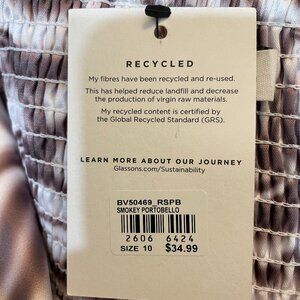 RECYCLED
My fibres have been recycled and re-used.
This has helped reduce landfill and decrease
the production of virgin raw materials.
My recycled content is certified by
the Global Recycled Standard (GRS).
LEARN MORE ABOUT OUR JOURNEY
Glassons.com/Sustainability
BV50469_RSPB
SMOKEY PORTOBELLO
2606 6424
SIZE 10 $34.99